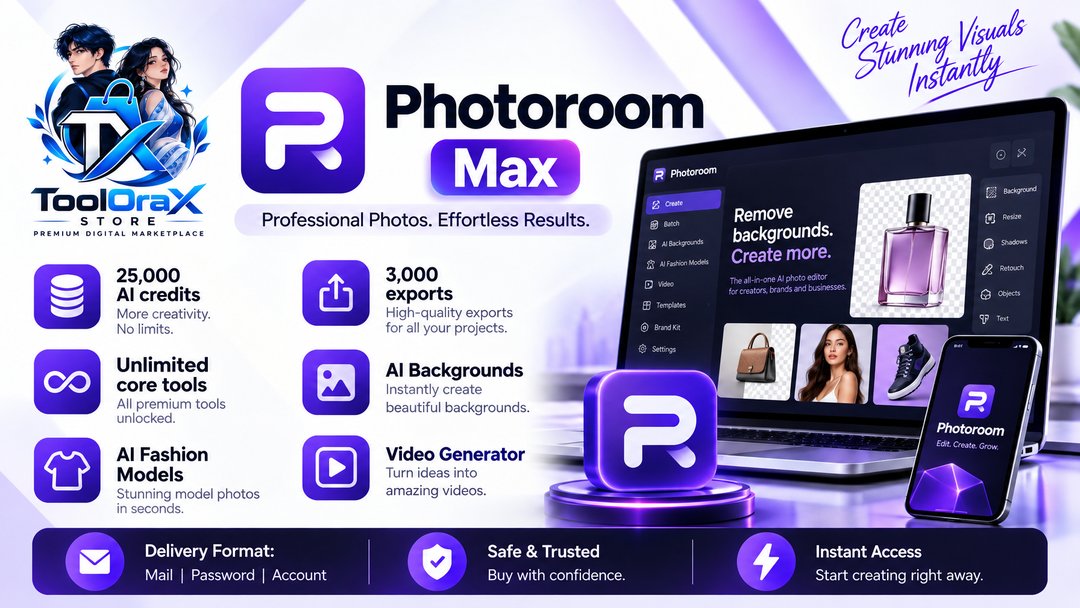 TX
ToolOraX
STORE
PREMIUM DIGITAL MARKETPLACE
Photoroom
Max
Professional Photos. Effortless Results.
Create
Stunning Visuals
Instantly
25,000
AI credits
More creativity.
No limits.
3,000
exports
High-quality exports
for all your projects.
Unlimited
core tools
All premium tools
unlocked.
AI Backgrounds
Instantly create
beautiful backgrounds.
AI Fashion
Models
Stunning model photos
in seconds.
Video Generator
Turn ideas into
amazing videos.
Photoroom
Create
Batch
AI Backgrounds
AI Fashion Models
Video
Templates
Brand Kit
Settings
Remove
backgrounds.
Create more.
The all-in-one AI photo editor
for creators, brands and businesses.
Background
Resize
Shadows
Retouch
Objects
Text
9:41
Photoroom
Edit. Create. Grow.
Delivery Format:
Mail | Password | Account
Safe & Trusted
Buy with confidence.
Instant Access
Start creating right away.